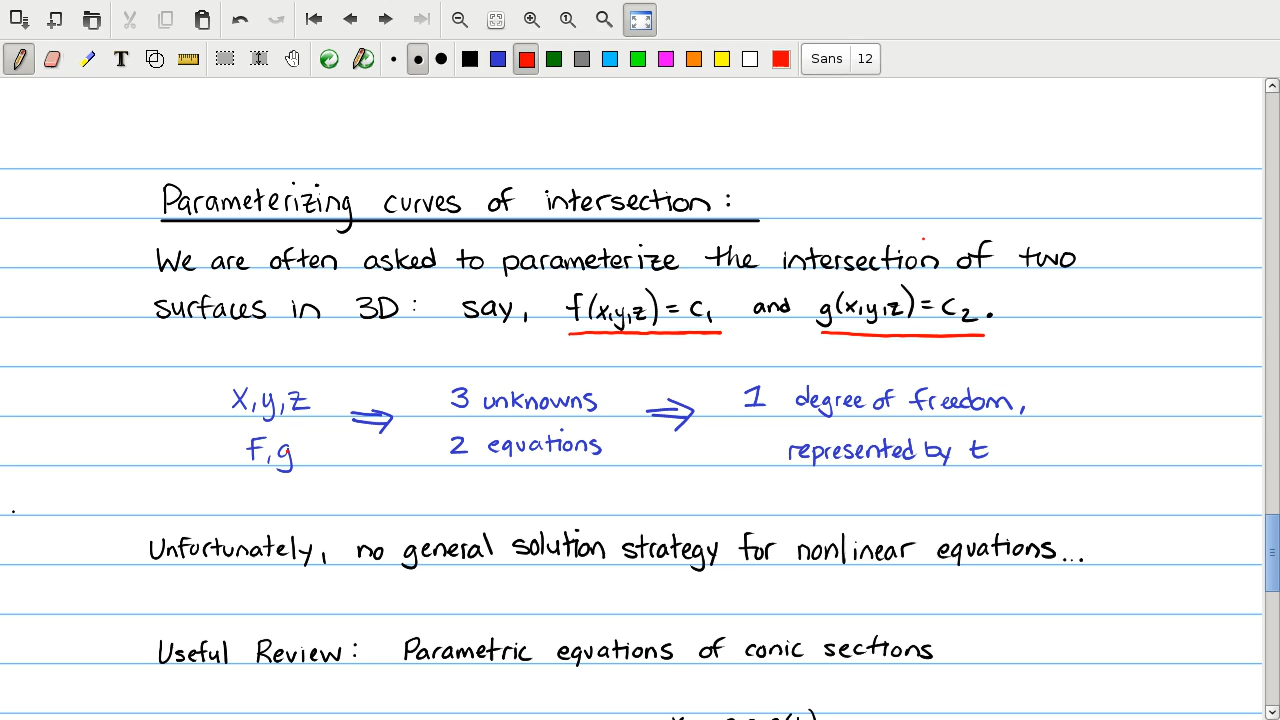 Sans 12
Parameterizing curves of intersection:
We are often asked to parameterize the intersection of two
surfaces in 3D: say, f(x,y,z) = c₁ and g(x,y,z) = c₂.
x,y,z ⇒ 3 unknowns ⇒ 1 degree of freedom,
f,g 2 equations represented by t
Unfortunately, no general solution strategy for nonlinear equations...
Useful Review: Parametric equations of conic sections